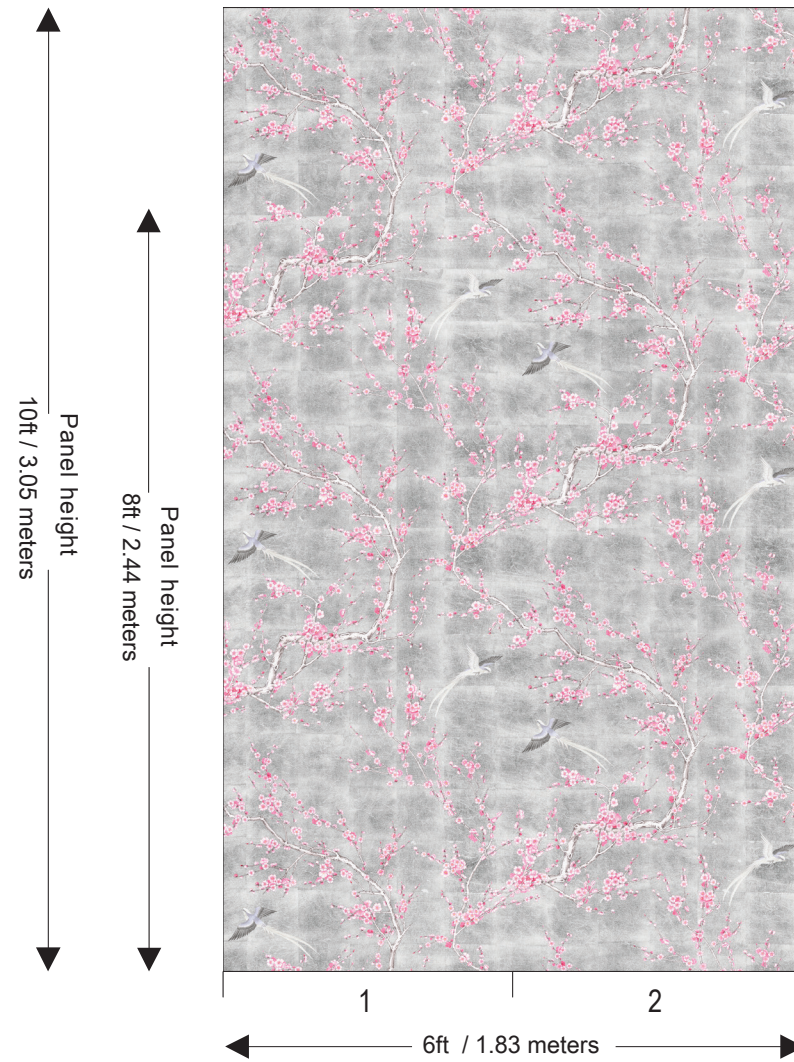 Panel height
10ft / 3.05 meters
Panel height
8ft / 2.44 meters
1
2
6ft / 1.83 meters